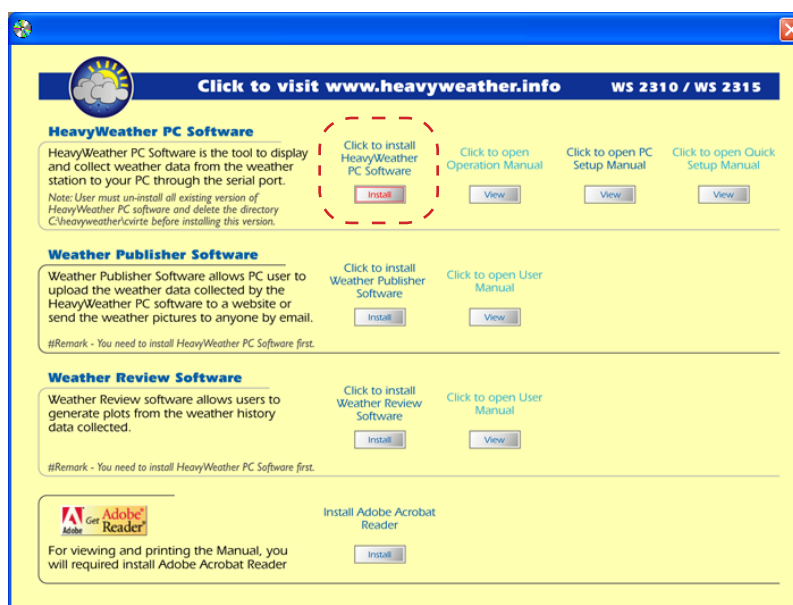 Click to visit www.heavyweather.info WS 2310 / WS 2315
HeavyWeather PC Software
HeavyWeather PC Software is the tool to display
and collect weather data from the weather
station to your PC through the serial port.
Note: User must un-install all existing version of
HeavyWeather PC software and delete the directory
C:\heavyweather\cvirte before installing this version.
Click to install
HeavyWeather
PC Software
Install
Click to open
Operation Manual
View
Click to open PC
Setup Manual
View
Click to open Quick
Setup Manual
View
Weather Publisher Software
Weather Publisher Software allows PC user to
upload the weather data collected by the
HeavyWeather PC software to a website or
send the weather pictures to anyone by email.
#Remark - You need to install HeavyWeather PC Software first.
Click to install
Weather Publisher
Software
Install
Click to open User
Manual
View
Weather Review Software
Weather Review software allows users to
generate plots from the weather history
data collected.
#Remark - You need to install HeavyWeather PC Software first.
Click to install
Weather Review
Software
Install
Click to open User
Manual
View
Adobe
Get Adobe®
Reader®
For viewing and printing the Manual, you
will required install Adobe Acrobat Reader
Install Adobe Acrobat
Reader
Install